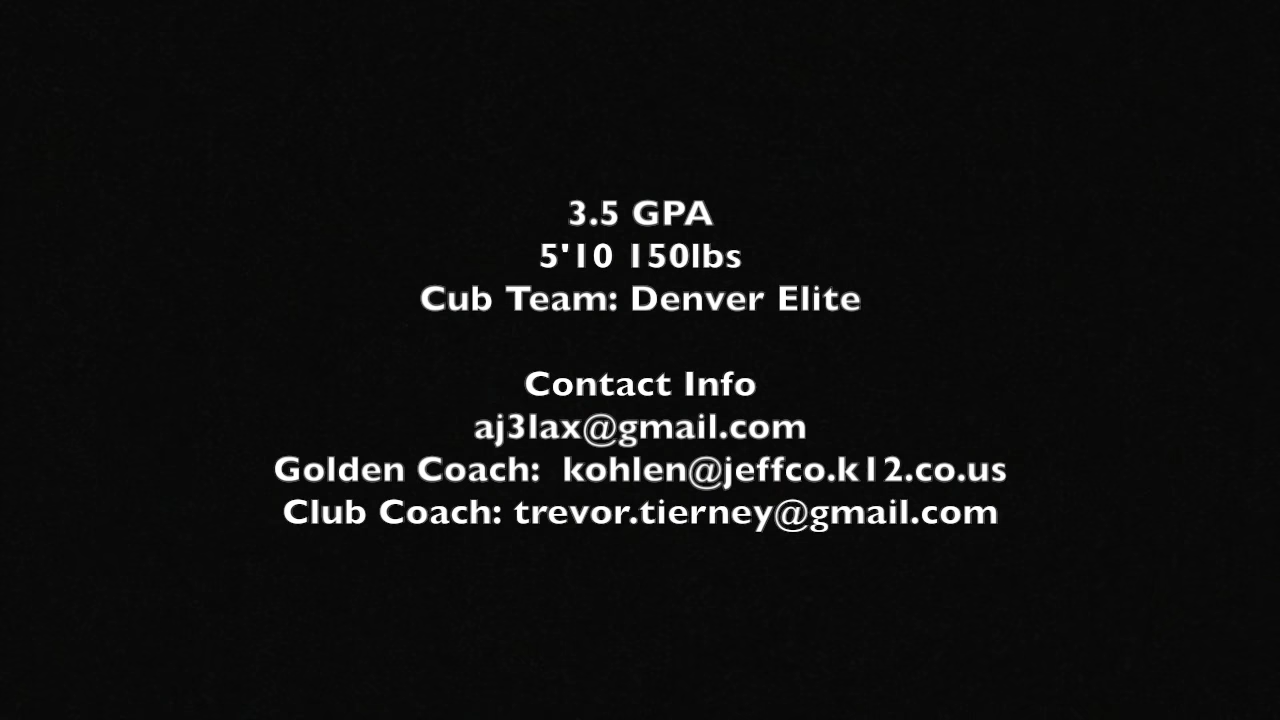 3.5 GPA
5'10 150lbs
Cub Team: Denver Elite
Contact Info
aj3lax@gmail.com
Golden Coach:  kohlen@jeffco.k12.co.us
Club Coach: trevor.tierney@gmail.com